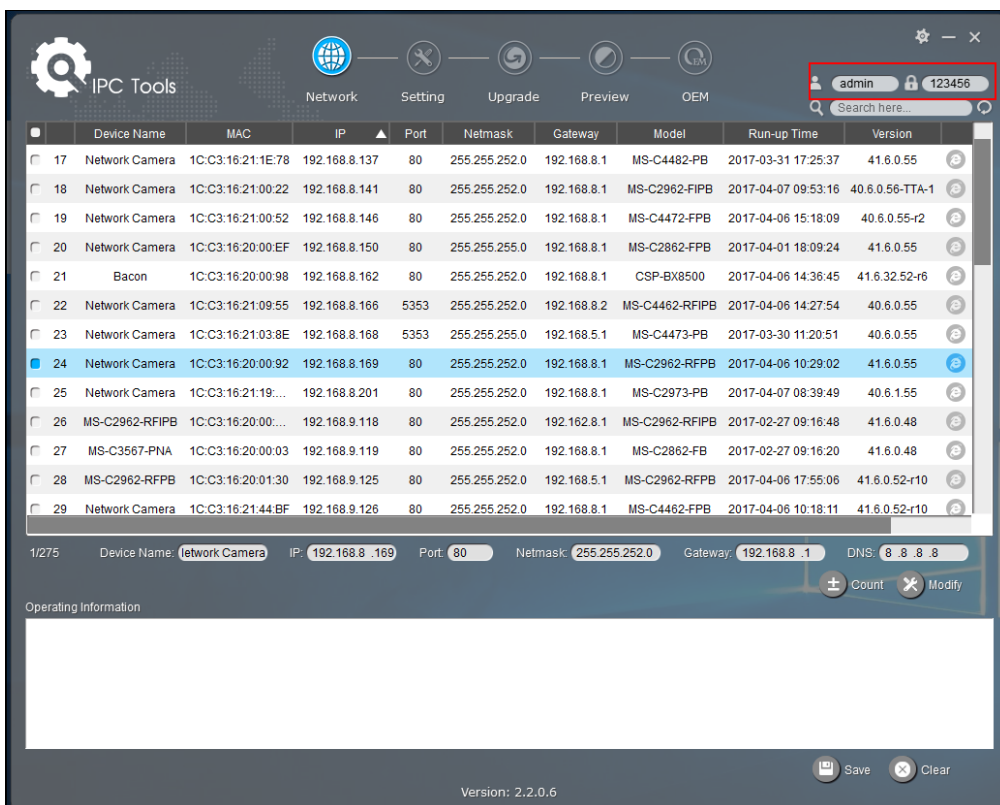 IPC Tools
Network Setting Upgrade Preview OEM
admin 123456
Search here...
Device Name MAC IP Port Netmask Gateway Model Run-up Time Version
17 Network Camera 1C:C3:16:21:1E:78 192.168.8.137 80 255.255.252.0 192.168.8.1 MS-C4482-PB 2017-03-31 17:25:37 41.6.0.55
18 Network Camera 1C:C3:16:21:00:22 192.168.8.141 80 255.255.252.0 192.168.8.1 MS-C2962-FIPB 2017-04-07 09:53:16 40.6.0.56-TTA-1
19 Network Camera 1C:C3:16:21:00:52 192.168.8.146 80 255.255.252.0 192.168.8.1 MS-C4472-FPB 2017-04-06 15:18:09 40.6.0.55-r2
20 Network Camera 1C:C3:16:20:00:EF 192.168.8.150 80 255.255.252.0 192.168.8.1 MS-C2862-FPB 2017-04-01 18:09:24 41.6.0.55
21 Bacon 1C:C3:16:20:00:98 192.168.8.162 80 255.255.252.0 192.168.8.1 CSP-BX8500 2017-04-06 14:36:45 41.6.32.52-r6
22 Network Camera 1C:C3:16:21:09:55 192.168.8.166 5353 255.255.252.0 192.168.8.2 MS-C4462-RFIPB 2017-04-06 14:27:54 40.6.0.55
23 Network Camera 1C:C3:16:21:03:8E 192.168.8.168 5353 255.255.255.0 192.168.5.1 MS-C4473-PB 2017-03-30 11:20:51 40.6.0.55
24 Network Camera 1C:C3:16:20:00:92 192.168.8.169 80 255.255.252.0 192.168.8.1 MS-C2962-RFPB 2017-04-06 10:29:02 41.6.0.55
25 Network Camera 1C:C3:16:21:19:... 192.168.8.201 80 255.255.252.0 192.168.8.1 MS-C2973-PB 2017-04-07 08:39:49 40.6.1.55
26 MS-C2962-RFIPB 1C:C3:16:20:00:... 192.168.9.118 80 255.255.252.0 192.162.8.1 MS-C2962-RFIPB 2017-02-27 09:16:48 41.6.0.48
27 MS-C3567-PNA 1C:C3:16:20:00:03 192.168.9.119 80 255.255.252.0 192.168.8.1 MS-C2862-FB 2017-02-27 09:16:20 41.6.0.48
28 MS-C2962-RFPB 1C:C3:16:20:01:30 192.168.9.125 80 255.255.252.0 192.168.5.1 MS-C2962-RFPB 2017-04-06 17:55:06 41.6.0.52-r10
29 Network Camera 1C:C3:16:21:44:BF 192.168.9.126 80 255.255.252.0 192.168.8.1 MS-C4462-FPB 2017-04-06 10:18:11 41.6.0.52-r10
1/275 Device Name: letwork Camera IP: 192.168.8 .169 Port: 80 Netmask: 255.255.252.0 Gateway: 192.168.8 .1 DNS: 8 .8 .8 .8
Count Modify
Operating Information
Save Clear
Version: 2.2.0.6